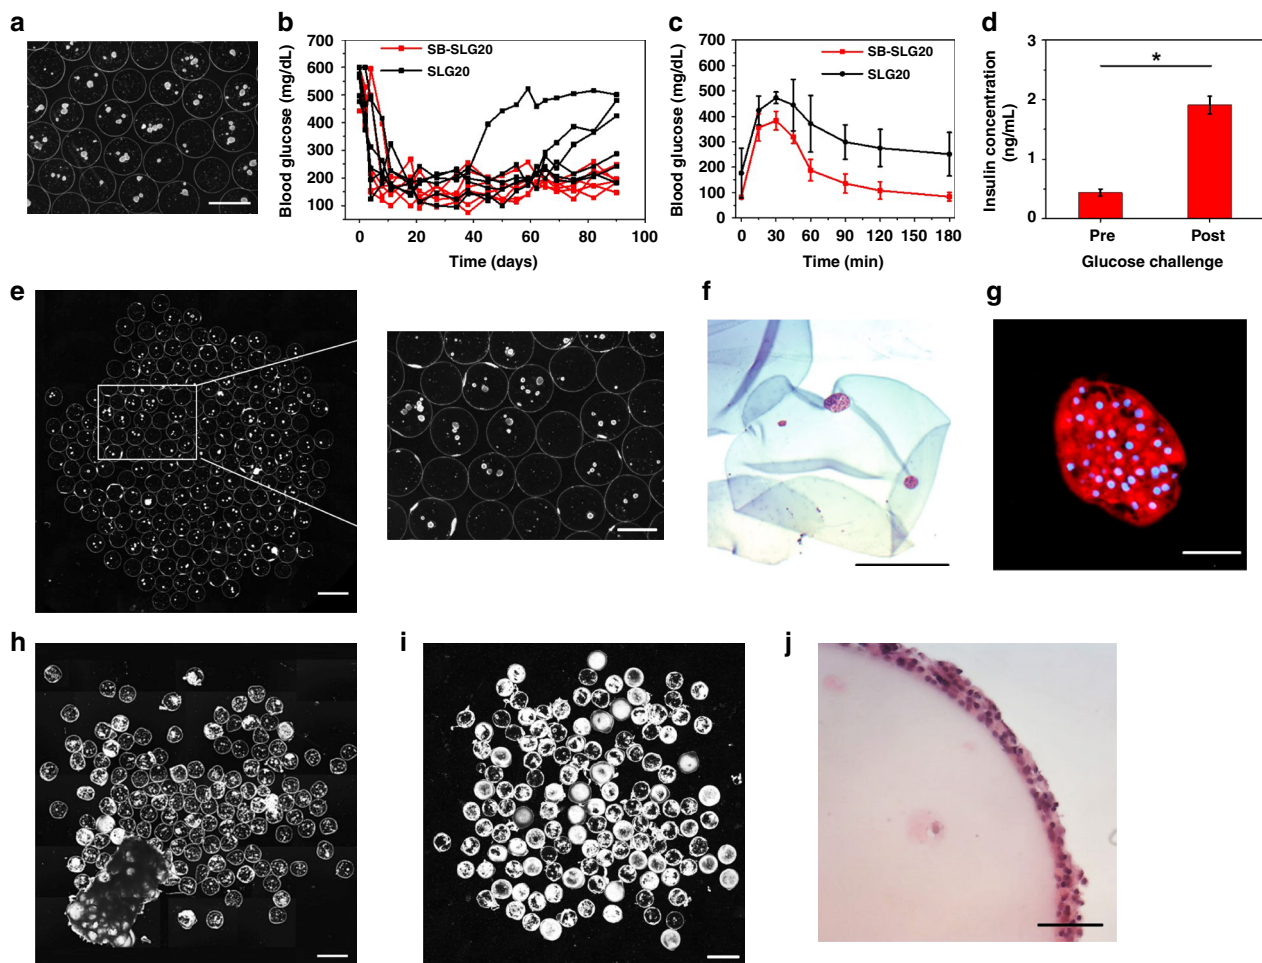 a
b
700
600
500
400
300
200
100
Blood glucose (mg/dL)
SB-SLG20
SLG20
0
20
40
60
80
100
Time (days)
c
700
600
500
400
300
200
100
0
Blood glucose (mg/dL)
SB-SLG20
SLG20
0
30
60
90
120
150
180
Time (min)
d
3
2
1
0
Insulin concentration
(ng/mL)
*
Pre
Post
Glucose challenge
e
f
g
h
i
j